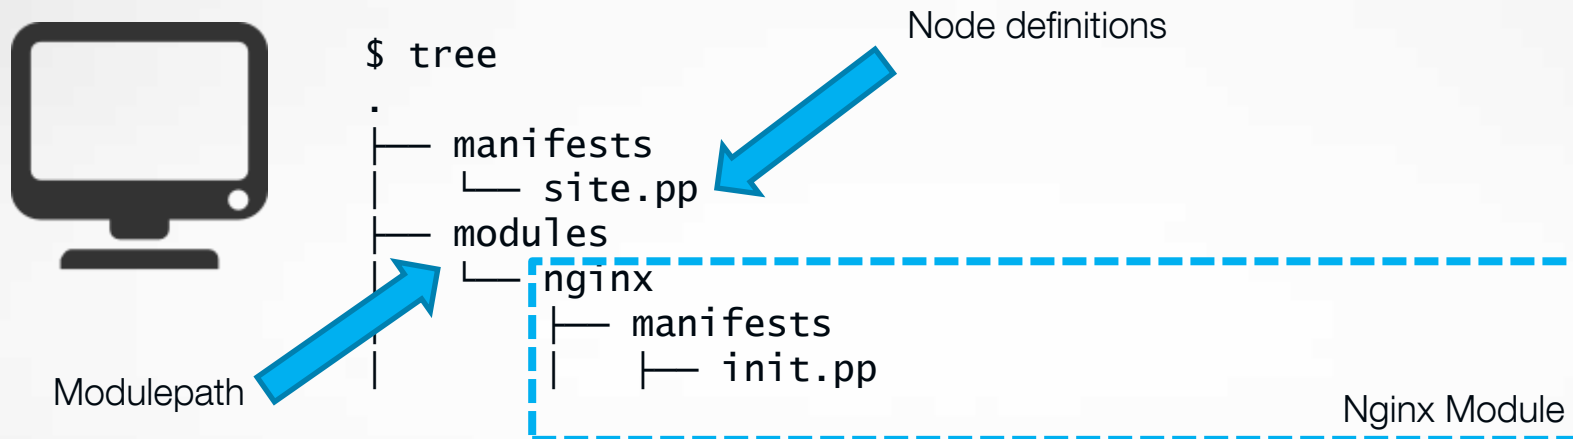 Node definitions
$ tree
.
├── manifests
│   └── site.pp
├── modules
│   └── nginx
│       ├── manifests
│       │   ├── init.pp
Modulepath
Nginx Module